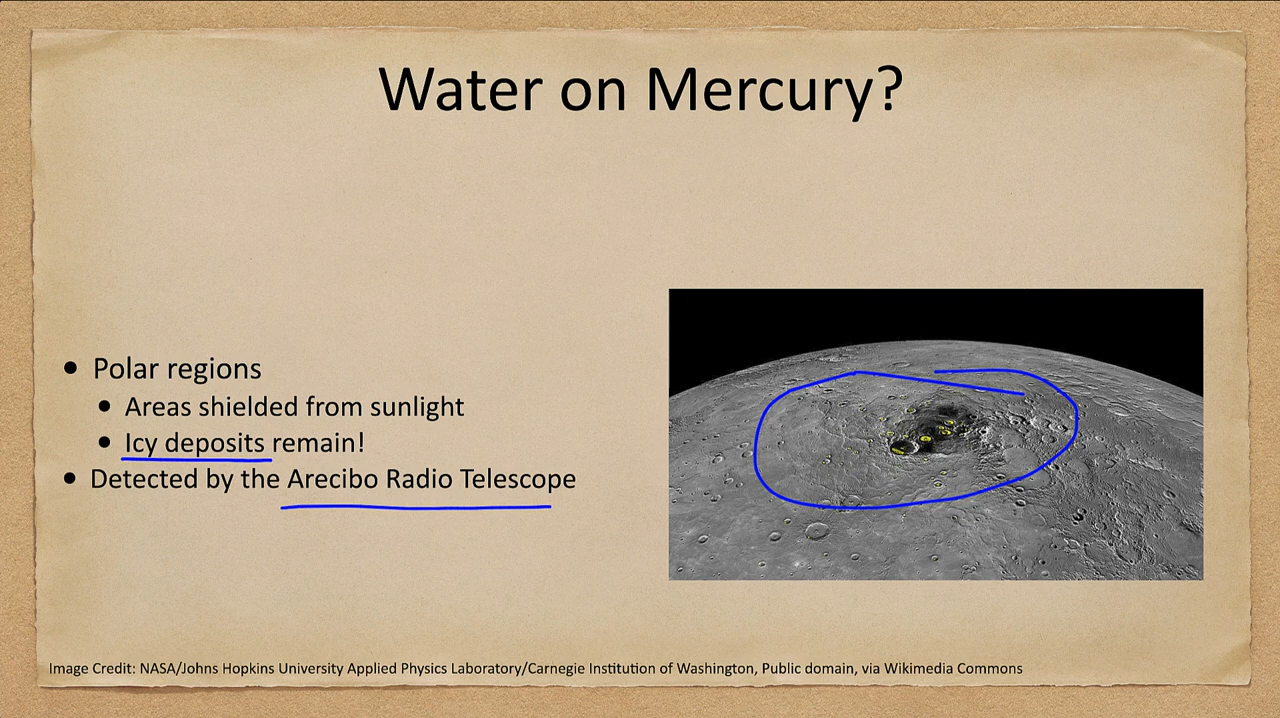 Water on Mercury?
• Polar regions
• Areas shielded from sunlight
• Icy deposits remain!
• Detected by the Arecibo Radio Telescope
Image Credit: NASA/Johns Hopkins University Applied Physics Laboratory/Carnegie Institution of Washington, Public domain, via Wikimedia Commons